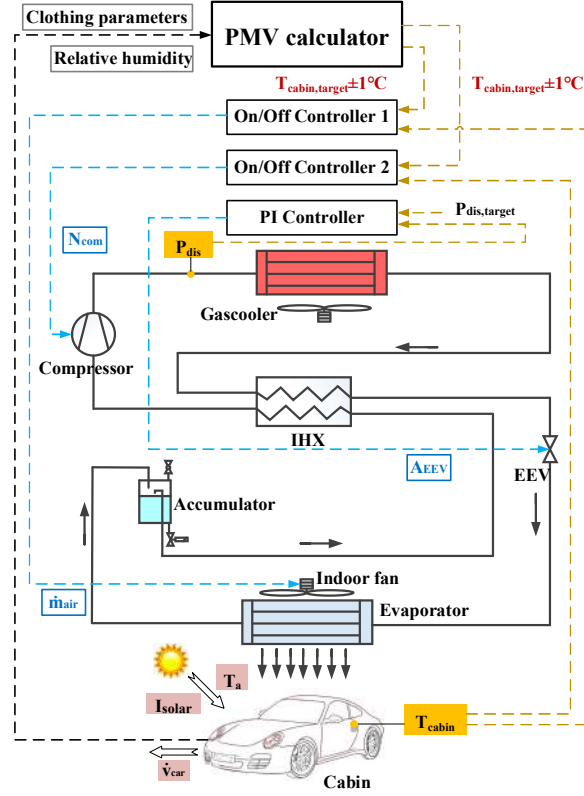 Clothing parameters
PMV calculator
Relative humidity
Tcabin,target±1℃
Tcabin,target±1℃
On/Off Controller 1
On/Off Controller 2
PI Controller
Pdis,target
Ncom
Pdis
Gascooler
Compressor
IHX
AEEV
EEV
Accumulator
Indoor fan
ṁair
Evaporator
Ta
Isolar
Tcabin
v̇car
Cabin